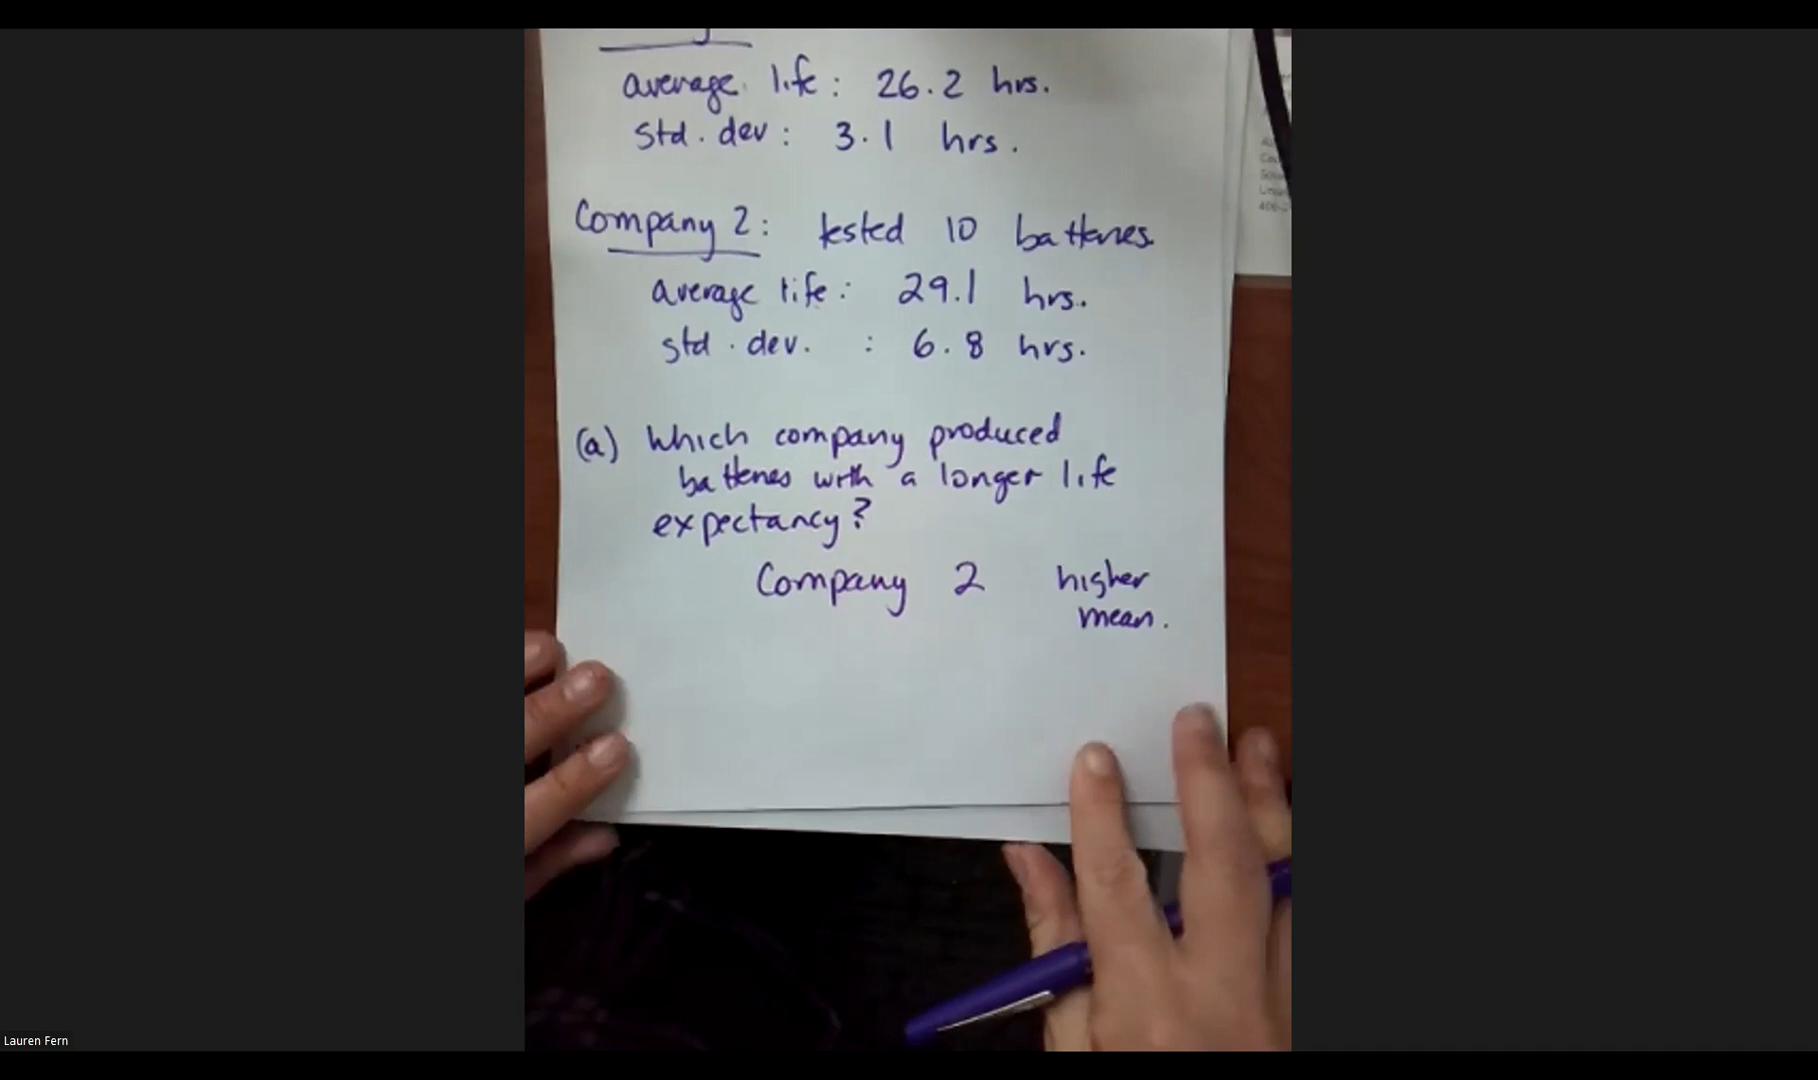 average life: 26.2 hrs.
std. dev: 3.1 hrs.
Company 2: tested 10 batteries.
average life: 29.1 hrs.
std. dev. : 6.8 hrs.
(a) Which company produced
batteries with a longer life
expectancy?
Company 2 higher
mean.
Lauren Fern